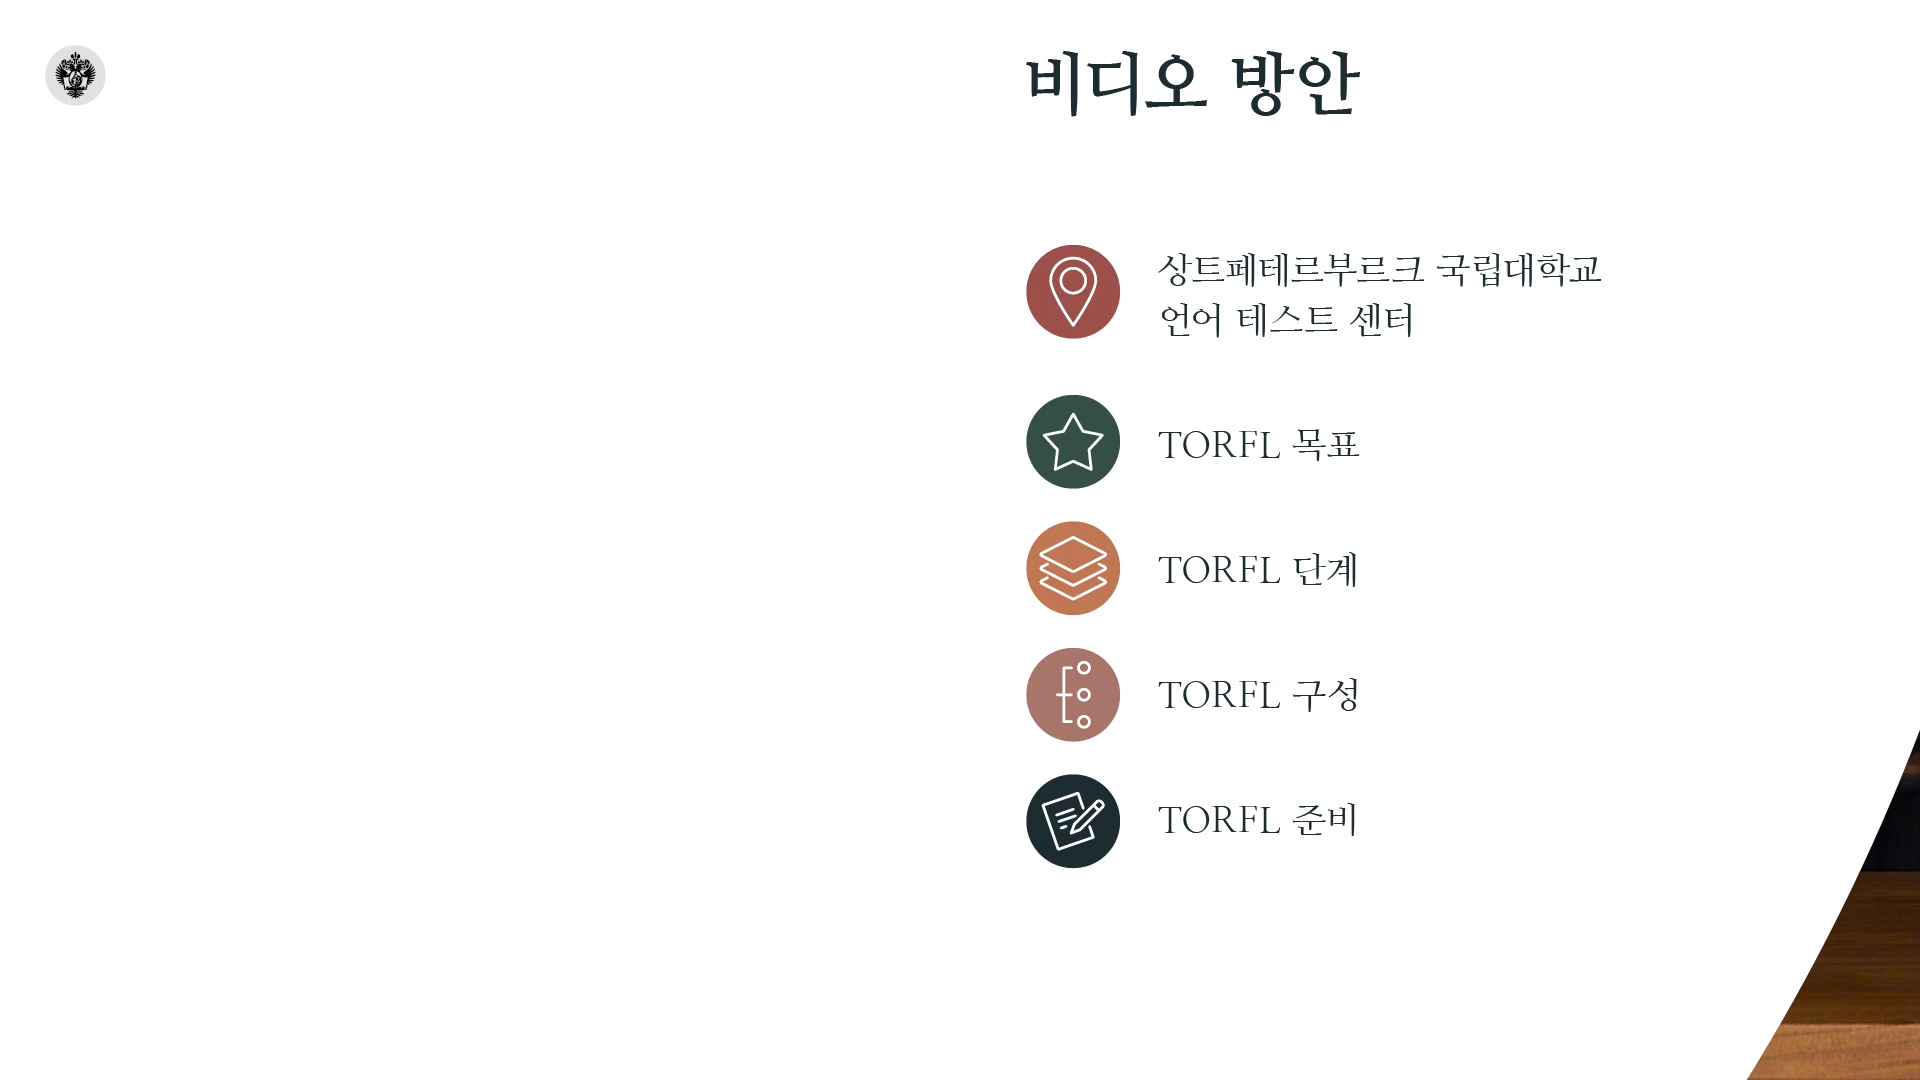 비디오 방안
상트페테르부르크 국립대학교
언어 테스트 센터
TORFL 목표
TORFL 단계
TORFL 구성
TORFL 준비